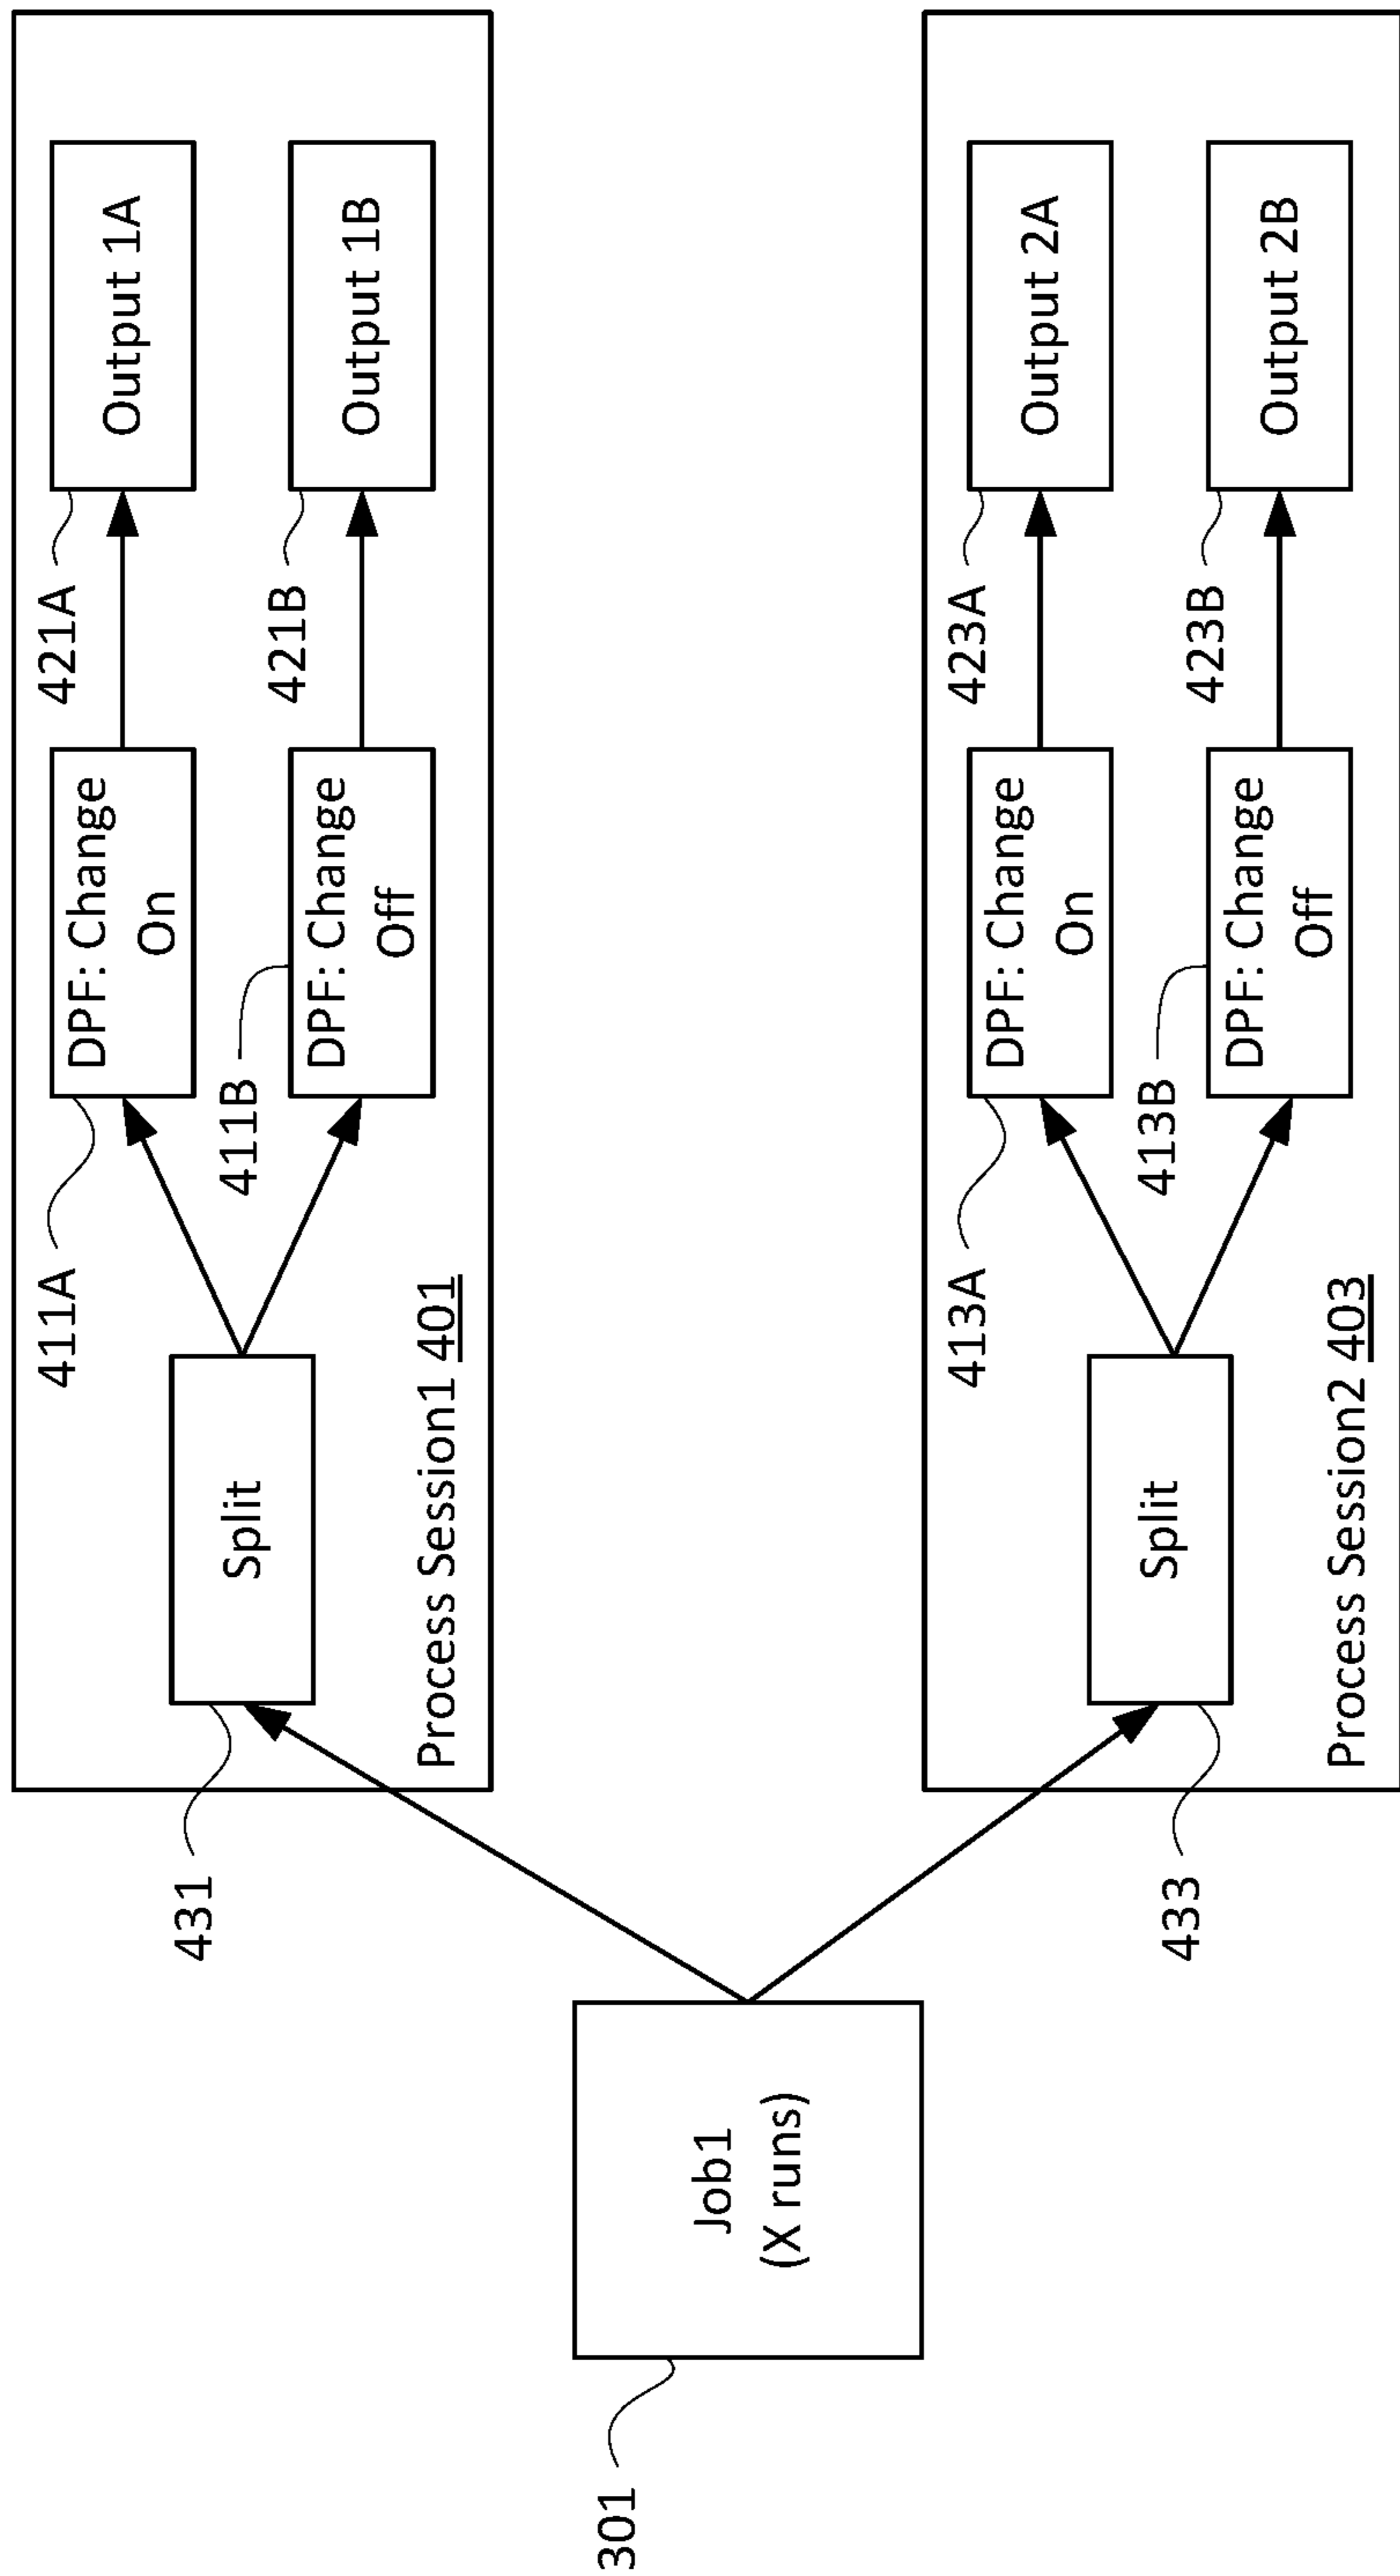 301
Job1
(X runs)
431
Split
Process Session1 401
411A
DPF: Change
On
411B
DPF: Change
Off
421A
Output 1A
421B
Output 1B
433
Split
Process Session2 403
413A
DPF: Change
On
413B
DPF: Change
Off
423A
Output 2A
423B
Output 2B